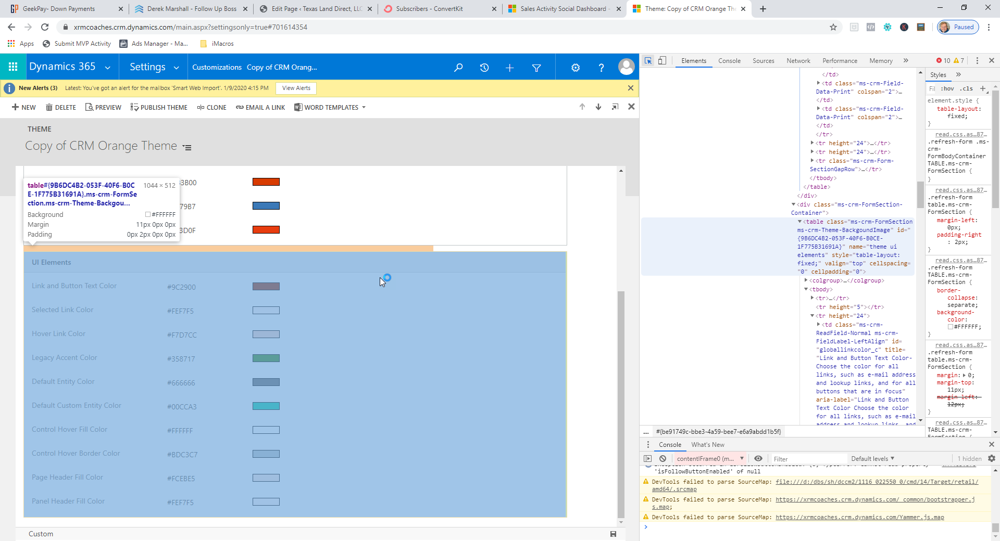 GeekPay- Down Payments
Derek Marshall - Follow Up Boss
Edit Page ‹ Texas Land Direct, LLC
Subscribers - ConvertKit
Sales Activity Social Dashboard -
Theme: Copy of CRM Orange The
xrmcoaches.crm.dynamics.com/main.aspx?settingsonly=true#701614354
Paused
Apps
Submit MVP Activity
Ads Manager - Ma...
iMacros
Dynamics 365
Settings
Customizations
Copy of CRM Orang...
New Alerts (3)
Latest: You've got an alert for the mailbox 'Smart Web Import'. 1/9/2020 4:15 PM
View Alerts
NEW
DELETE
PREVIEW
PUBLISH THEME
CLONE
EMAIL A LINK
WORD TEMPLATES
THEME
Copy of CRM Orange Theme
3B00
79B7
3D0F
table#{9B6DC4B2-053F-40F6-B0C
E-1F775B31691A}.ms-crm-FormSe
ction.ms-crm-Theme-Backgou...
1044 × 512
Background #FFFFFF
Margin 11px 0px 0px
Padding 0px 2px 0px 0px
UI Elements
Link and Button Text Color #9C2900
Selected Link Color #FEF7F5
Hover Link Color #F7D7CC
Legacy Accent Color #358717
Default Entity Color #666666
Default Custom Entity Color #00CCA3
Control Hover Fill Color #FFFFFF
Control Hover Border Color #BDC3C7
Page Header Fill Color #FCEBE5
Panel Header Fill Color #FEF7F5
Custom
Elements
Console
Sources
Network
Performance
Memory
»
10
7
</td>
<td class="ms-crm-Field-
Data-Print" colspan="2">…
</td>
<td class="ms-crm-Field-
Data-Print" colspan="2">…
</td>
</tr>
<tr height="24">…</tr>
<tr height="24">…</tr>
<tr class="ms-crm-Form-
SectionGapRow">…</tr>
</tbody>
</table>
</div>
<div class="ms-crm-FormSection-
Container">
<table class="ms-crm-FormSection
ms-crm-Theme-BackgoundImage" id="
{9B6DC4B2-053F-40F6-B0CE-
1F775B31691A}" name="theme ui
elements" style="table-layout:
fixed;" valign="top" cellspacing=
"0" cellpadding="0">
<colgroup>…</colgroup>
<tbody>
<tr>…</tr>
<tr height="5"></tr>
<tr height="24">
<td class="ms-crm-
ReadField-Normal ms-crm-
FieldLabel-LeftAlign" id=
"globallinkcolor_c" title=
"Link and Button Text Color-
Choose the color for all
links, such as e-mail address
and lookup links, and for all
buttons that are in focus"
aria-label="Link and Button
Text Color Choose the color
for all links, such as e-mail
address and lookup links, and
... #{be91749c-bbe3-4a59-bee7-e6a9abdd1b5f}
Styles
»
Fil
:hov
.cls
element.style {
table-layout:
fixed;
}
read.css.as…87…
.refresh-form .ms-
crm-
FormBodyContainer
TABLE.ms-crm-
FormSection {
}
read.css.as…87…
.refresh-form
table.ms-crm-
FormSection {
margin-left:
0px;
padding-right
: 2px;
}
read.css.as…87…
.refresh-form
TABLE.ms-crm-
FormSection {
border-
collapse:
separate;
background-
color:
#FFFFFF;
}
read.css.as…87…
.refresh-form
table.ms-crm-
FormSection {
margin: 0;
margin-top:
11px;
margin-left:
12px;
}
read.css.as…87…
TABLE.ms-crm-
FormSection {
Console
What's New
contentIFrame0 (m...
Filter
Default levels
1 hidden
'isFollowButtonEnabled' of null
DevTools failed to parse SourceMap: file:///d:/dbs/sh/dccm2/1116_022550_0/cmd/14/Target/retail/
amd64/.srcmap
DevTools failed to parse SourceMap: https://xrmcoaches.crm.dynamics.com/_common/bootstrapper.j
s.map;
DevTools failed to parse SourceMap: https://xrmcoaches.crm.dynamics.com/Yammer.js.map